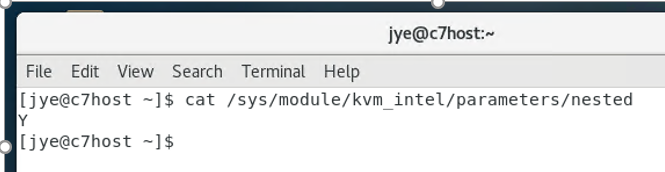 jye@c7host:~
File Edit View Search Terminal Help
[jye@c7host ~]$ cat /sys/module/kvm_intel/parameters/nested
Y
[jye@c7host ~]$